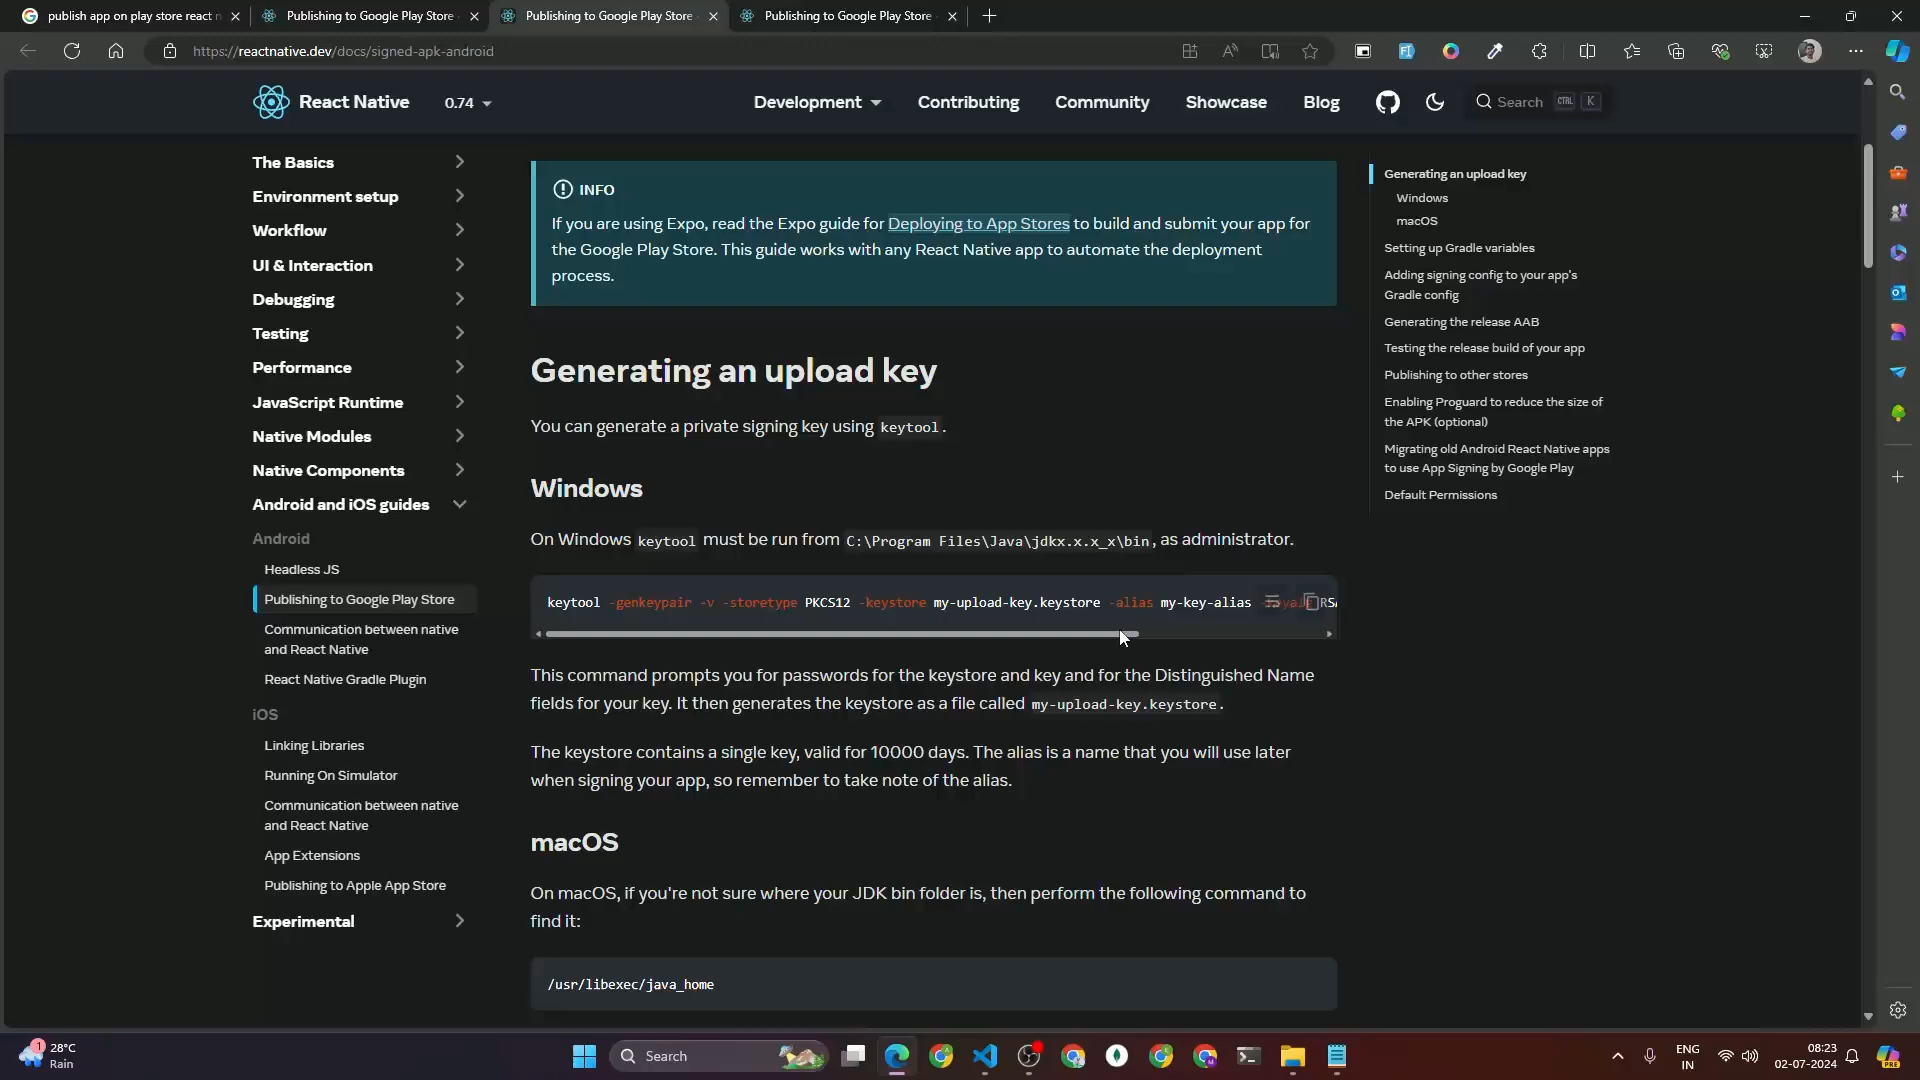 publish app on play store react n
Publishing to Google Play Store
Publishing to Google Play Store
Publishing to Google Play Store
https://reactnative.dev/docs/signed-apk-android
React Native
0.74
Development
Contributing
Community
Showcase
Blog
Search
CTRL
K
The Basics
Environment setup
Workflow
UI & Interaction
Debugging
Testing
Performance
JavaScript Runtime
Native Modules
Native Components
Android and iOS guides
Android
Headless JS
Publishing to Google Play Store
Communication between native
and React Native
React Native Gradle Plugin
iOS
Linking Libraries
Running On Simulator
Communication between native
and React Native
App Extensions
Publishing to Apple App Store
Experimental
INFO
If you are using Expo, read the Expo guide for Deploying to App Stores to build and submit your app for
the Google Play Store. This guide works with any React Native app to automate the deployment
process.
Generating an upload key
You can generate a private signing key using keytool.
Windows
On Windows keytool must be run from C:\Program Files\Java\jdkx.x.x_x\bin, as administrator.
keytool -genkeypair -v -storetype PKCS12 -keystore my-upload-key.keystore -alias my-key-alias
This command prompts you for passwords for the keystore and key and for the Distinguished Name
fields for your key. It then generates the keystore as a file called my-upload-key.keystore.
The keystore contains a single key, valid for 10000 days. The alias is a name that you will use later
when signing your app, so remember to take note of the alias.
macOS
On macOS, if you're not sure where your JDK bin folder is, then perform the following command to
find it:
/usr/libexec/java_home
Generating an upload key
Windows
macOS
Setting up Gradle variables
Adding signing config to your app's
Gradle config
Generating the release AAB
Testing the release build of your app
Publishing to other stores
Enabling Proguard to reduce the size of
the APK (optional)
Migrating old Android React Native apps
to use App Signing by Google Play
Default Permissions
1
28°C
Rain
Search
ENG
IN
08:23
02-07-2024